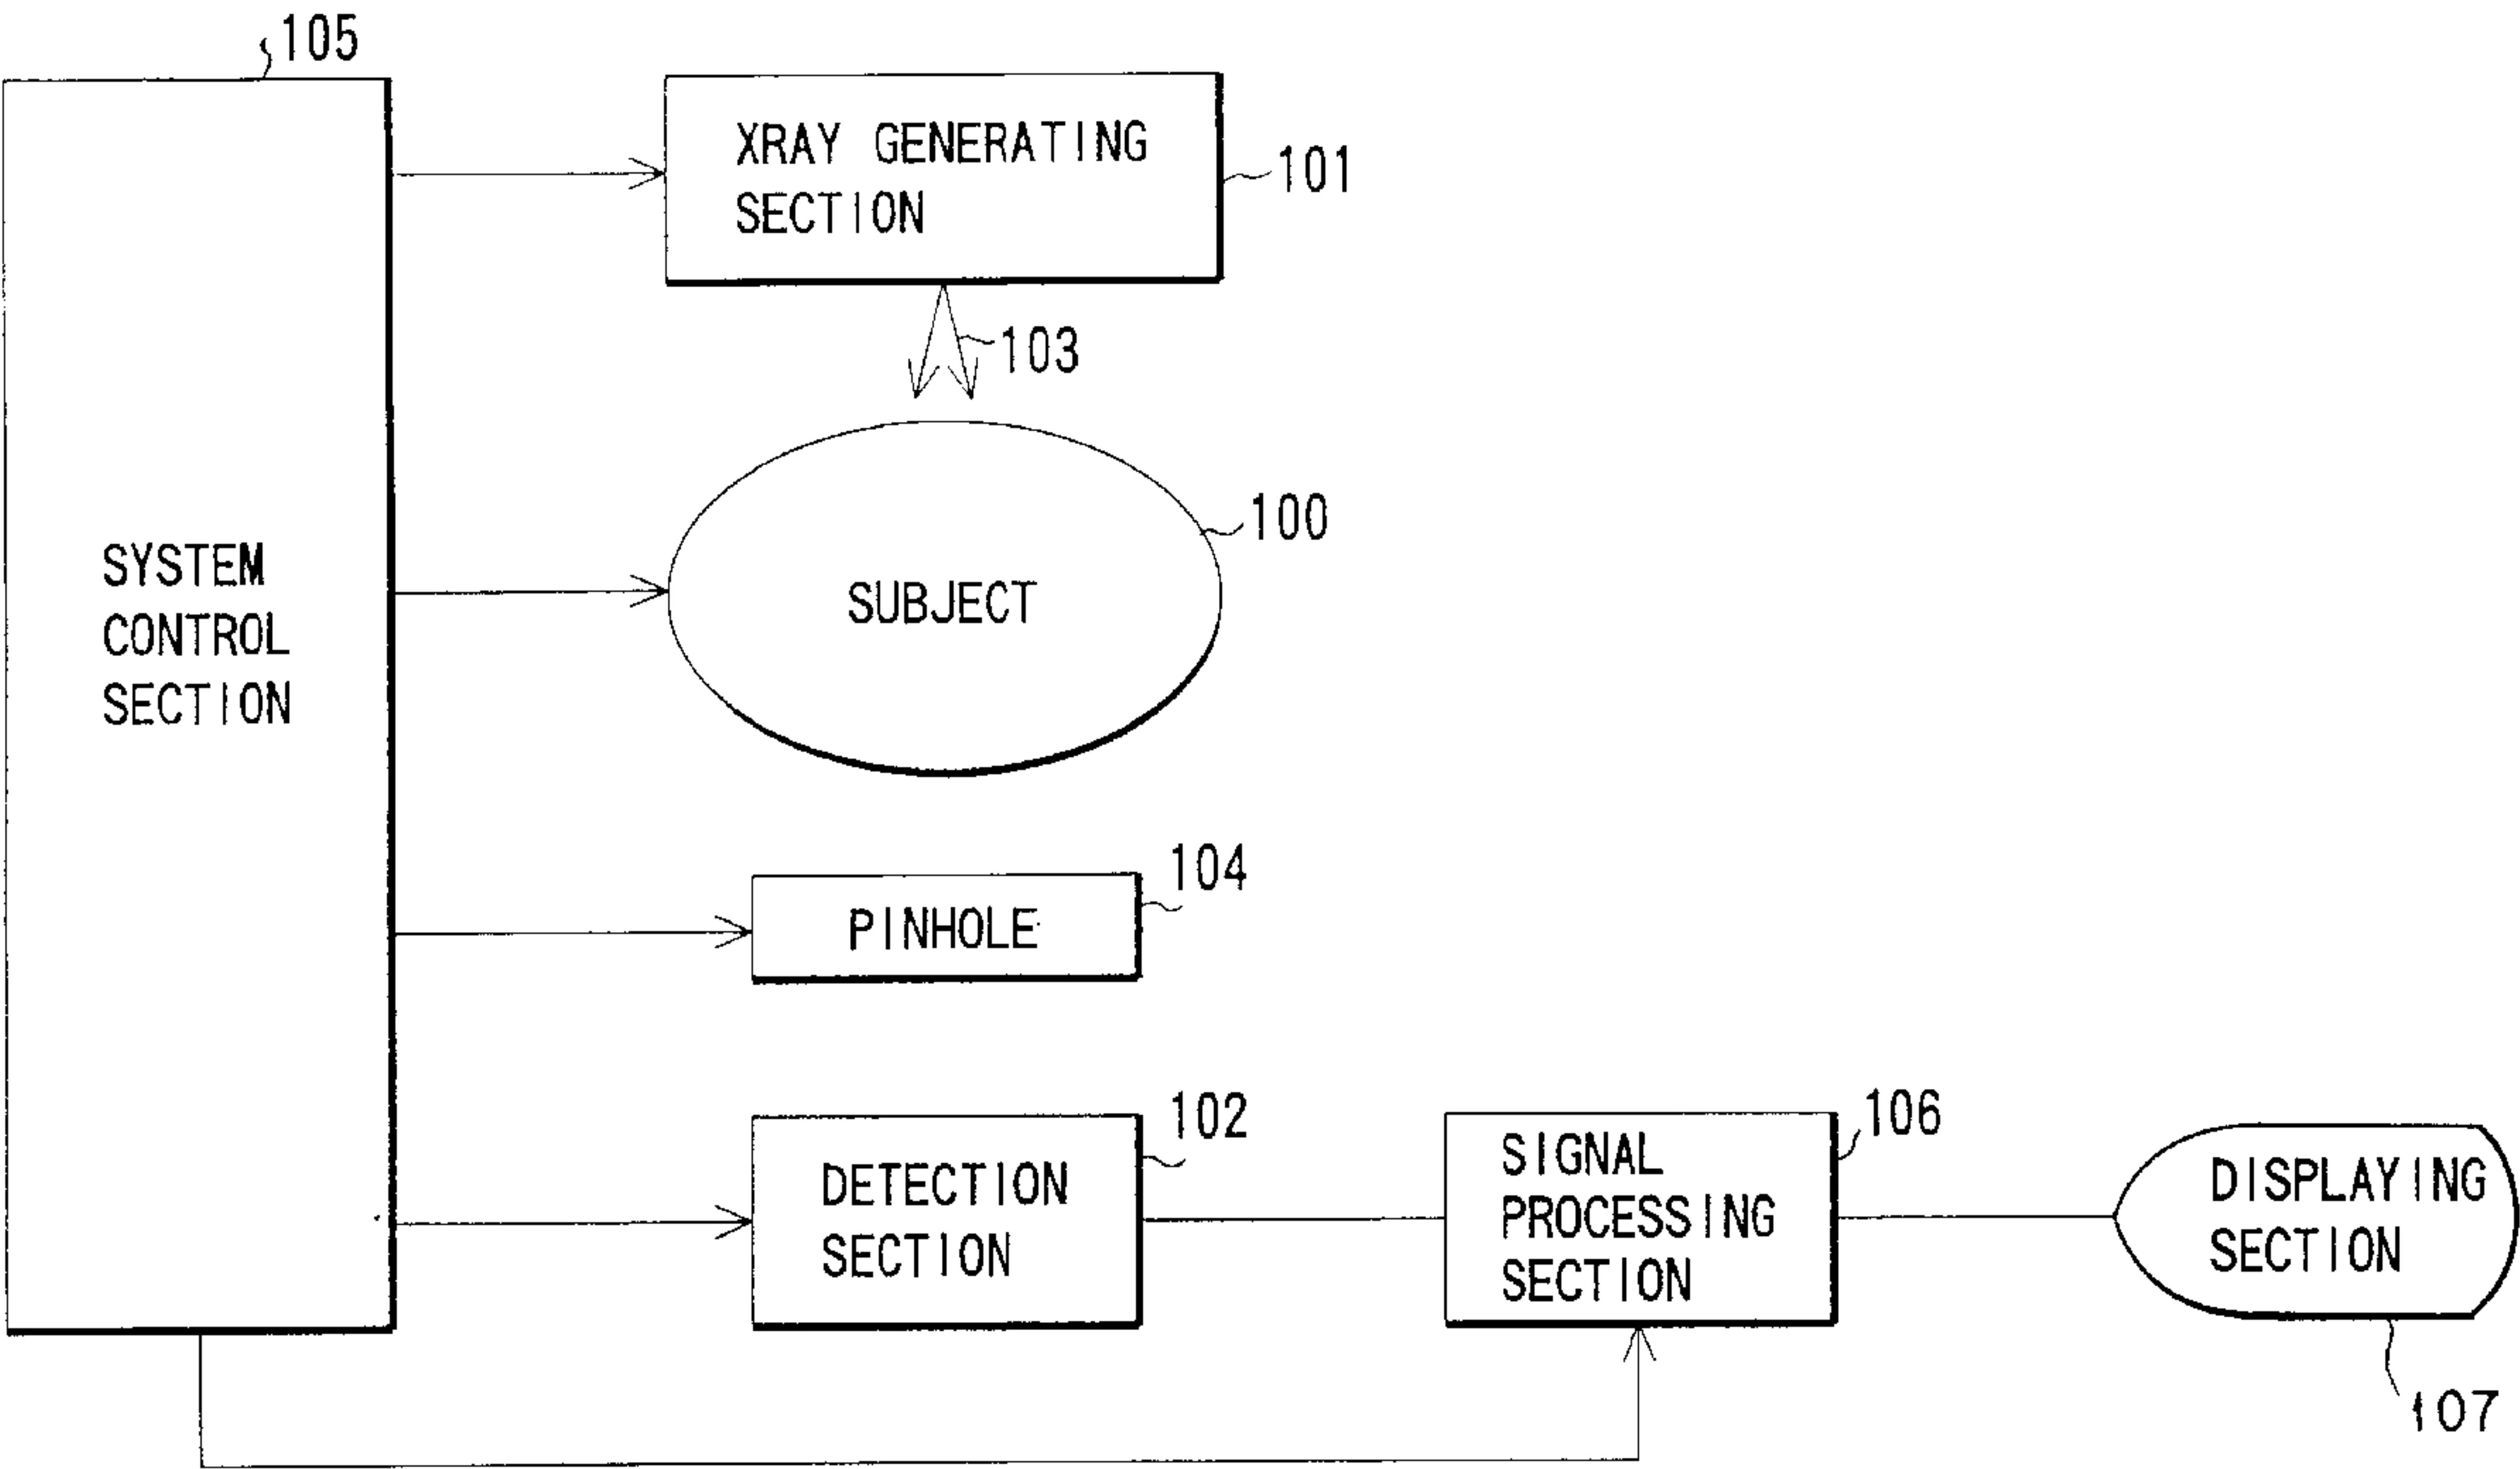 105
XRAY GENERATING
SECTION
101
103
100
SYSTEM
CONTROL
SECTION
SUBJECT
104
PINHOLE
102
DETECTION
SECTION
106
SIGNAL
PROCESSING
SECTION
DISPLAYING
SECTION
107